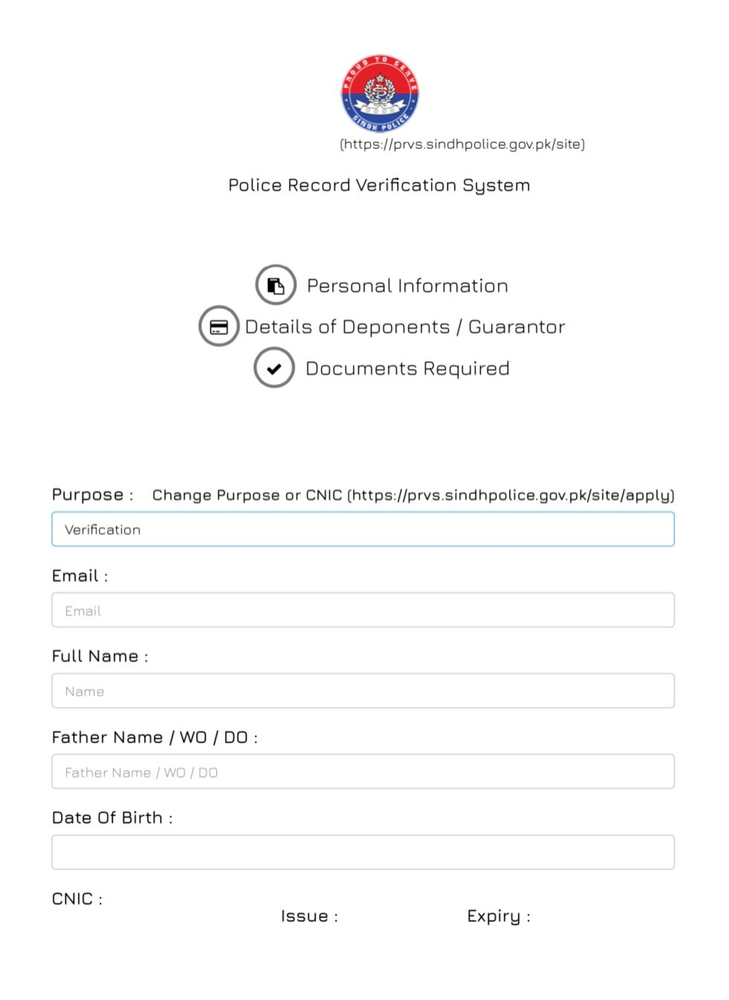 PROUD TO SERVE
SINDH POLICE
(https://prvs.sindhpolice.gov.pk/site)
Police Record Verification System
Personal Information
Details of Deponents / Guarantor
Documents Required
Purpose : Change Purpose or CNIC (https://prvs.sindhpolice.gov.pk/site/apply)
Verification
Email :
Email
Full Name :
Name
Father Name / WO / DO :
Father Name / WO / DO
Date Of Birth :
CNIC :
Issue : Expiry :